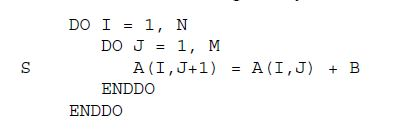 DO I = 1, N
DO J = 1, M
S A(I,J+1) = A(I,J) + B
ENDDO
ENDDO